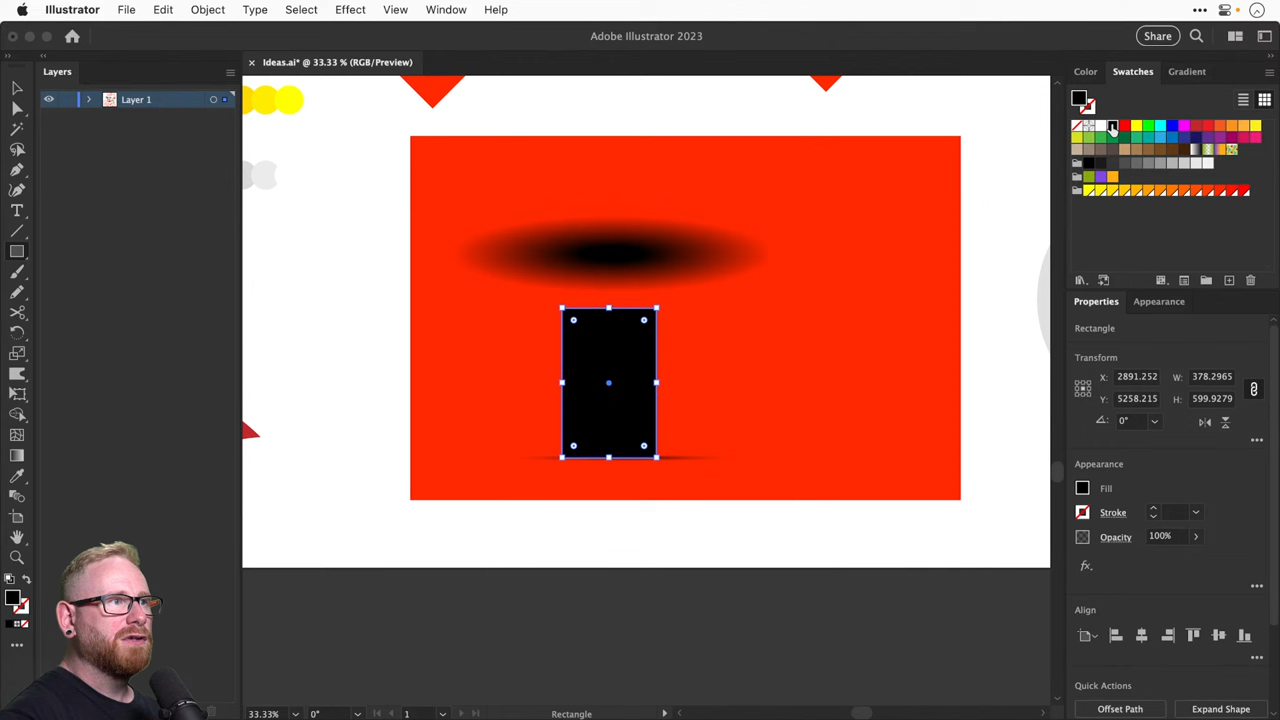 Illustrator File Edit Object Type Select Effect View Window Help
Adobe Illustrator 2023
Share
× Ideas.ai* @ 33.33 % (RGB/Preview)
Layers
Layer 1
Color Swatches Gradient
Properties Appearance
Rectangle
Transform
X: 2891.252 W: 378.2965
Y: 5258.215 H: 599.9279
0°
Appearance
Fill
Stroke
Opacity 100%
fx.
Align
Quick Actions
Offset Path Expand Shape
33.33% 0° 1 Rectangle